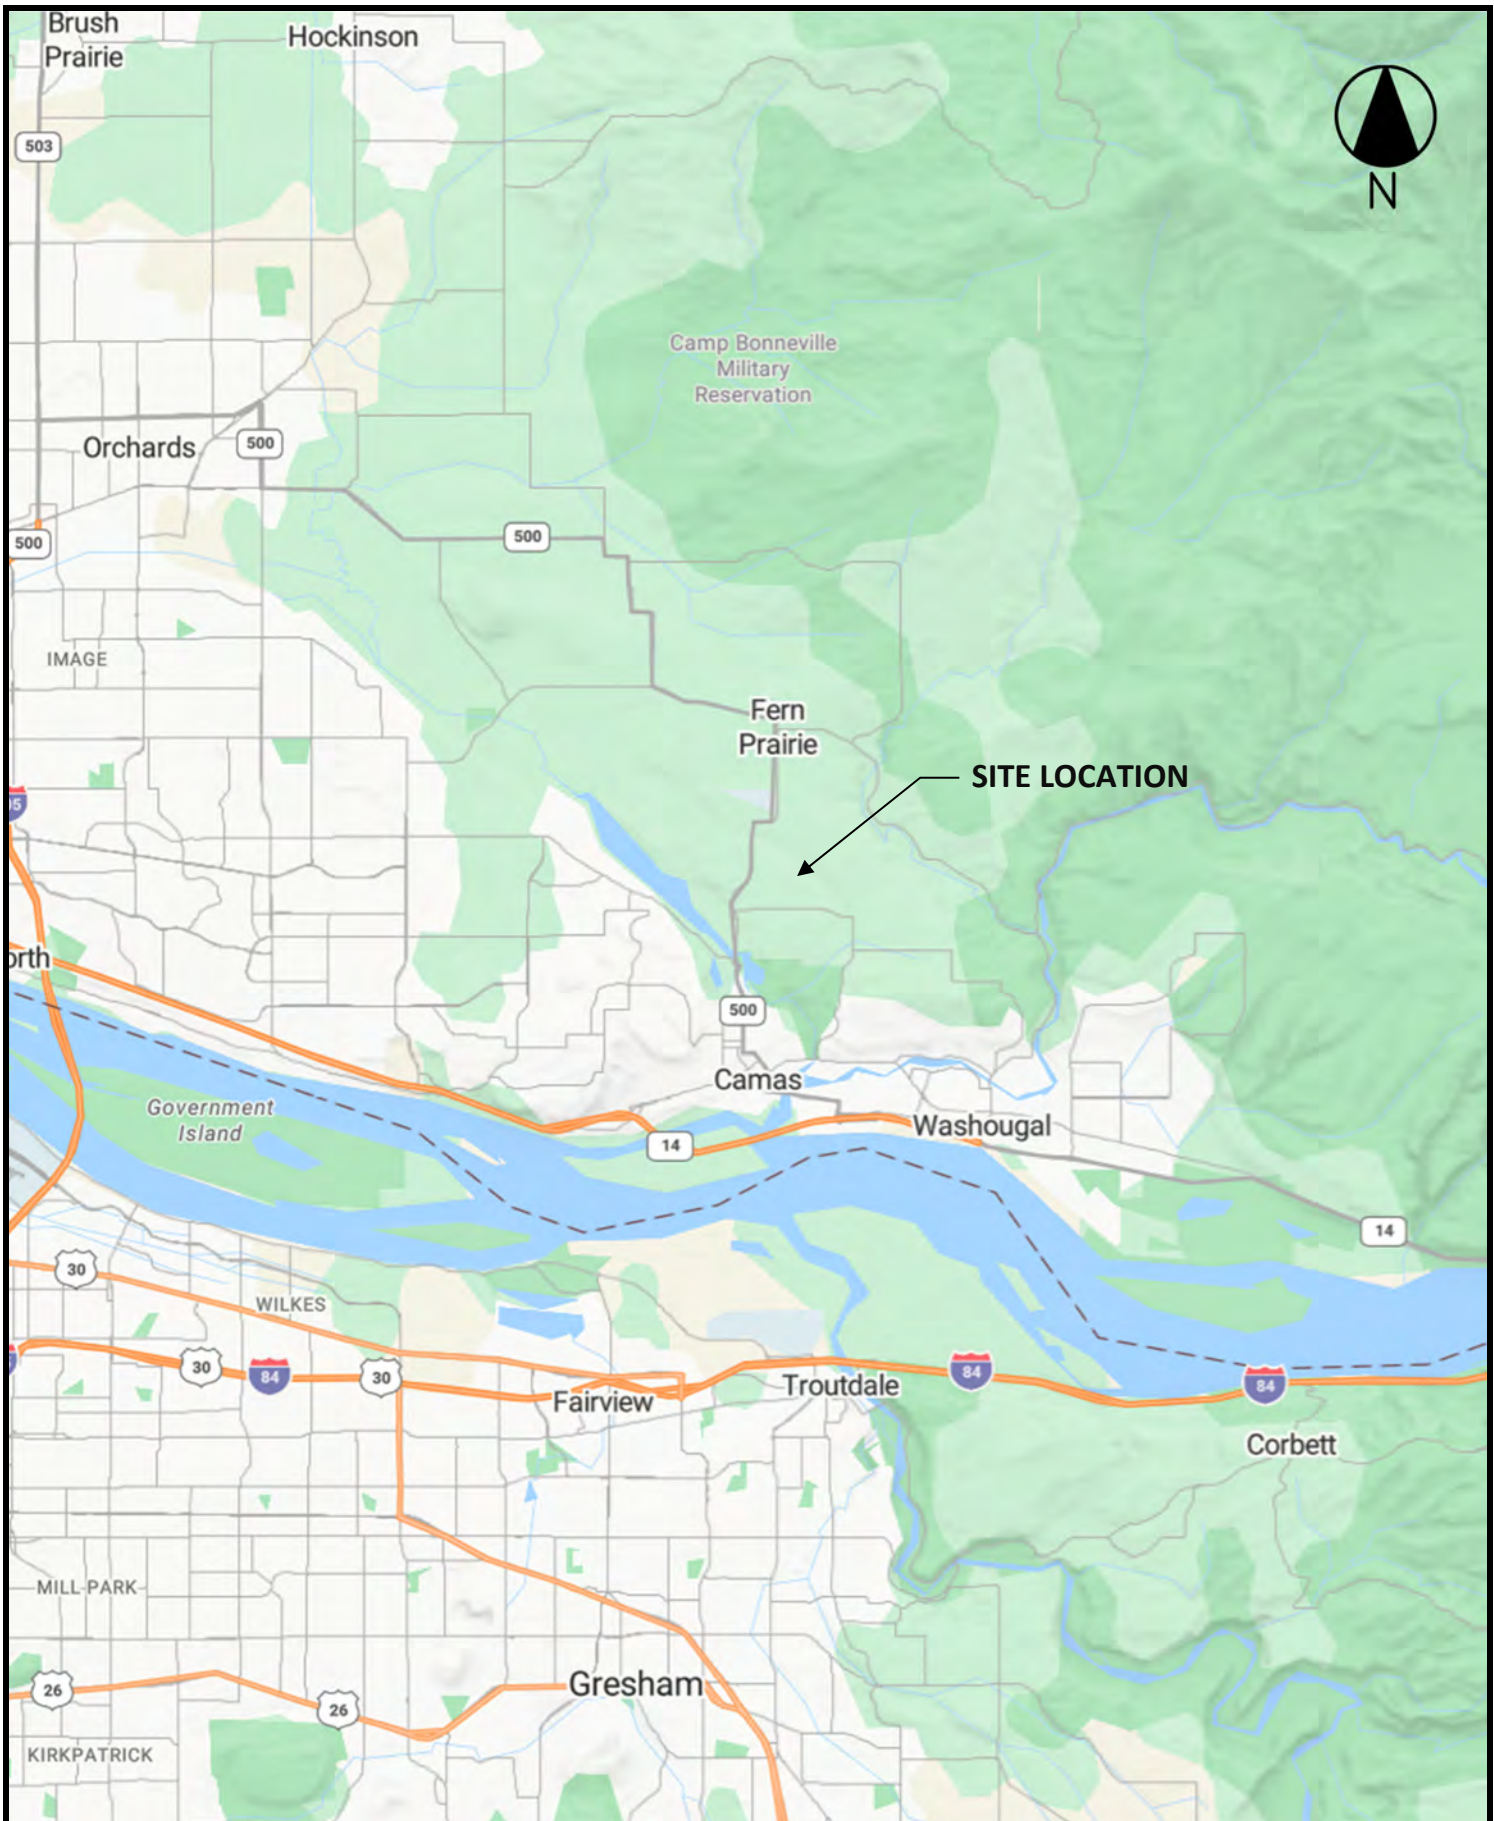 Brush
Prairie
Hockinson
503
N
Camp Bonneville
Military
Reservation
Orchards
500
500
500
IMAGE
Fern
Prairie
SITE LOCATION
05
orth
500
Camas
Government
Island
Washougal
14
14
30
WILKES
30
84
30
84
84
Troutdale
Fairview
Corbett
MILL PARK
Gresham
26
26
KIRKPATRICK